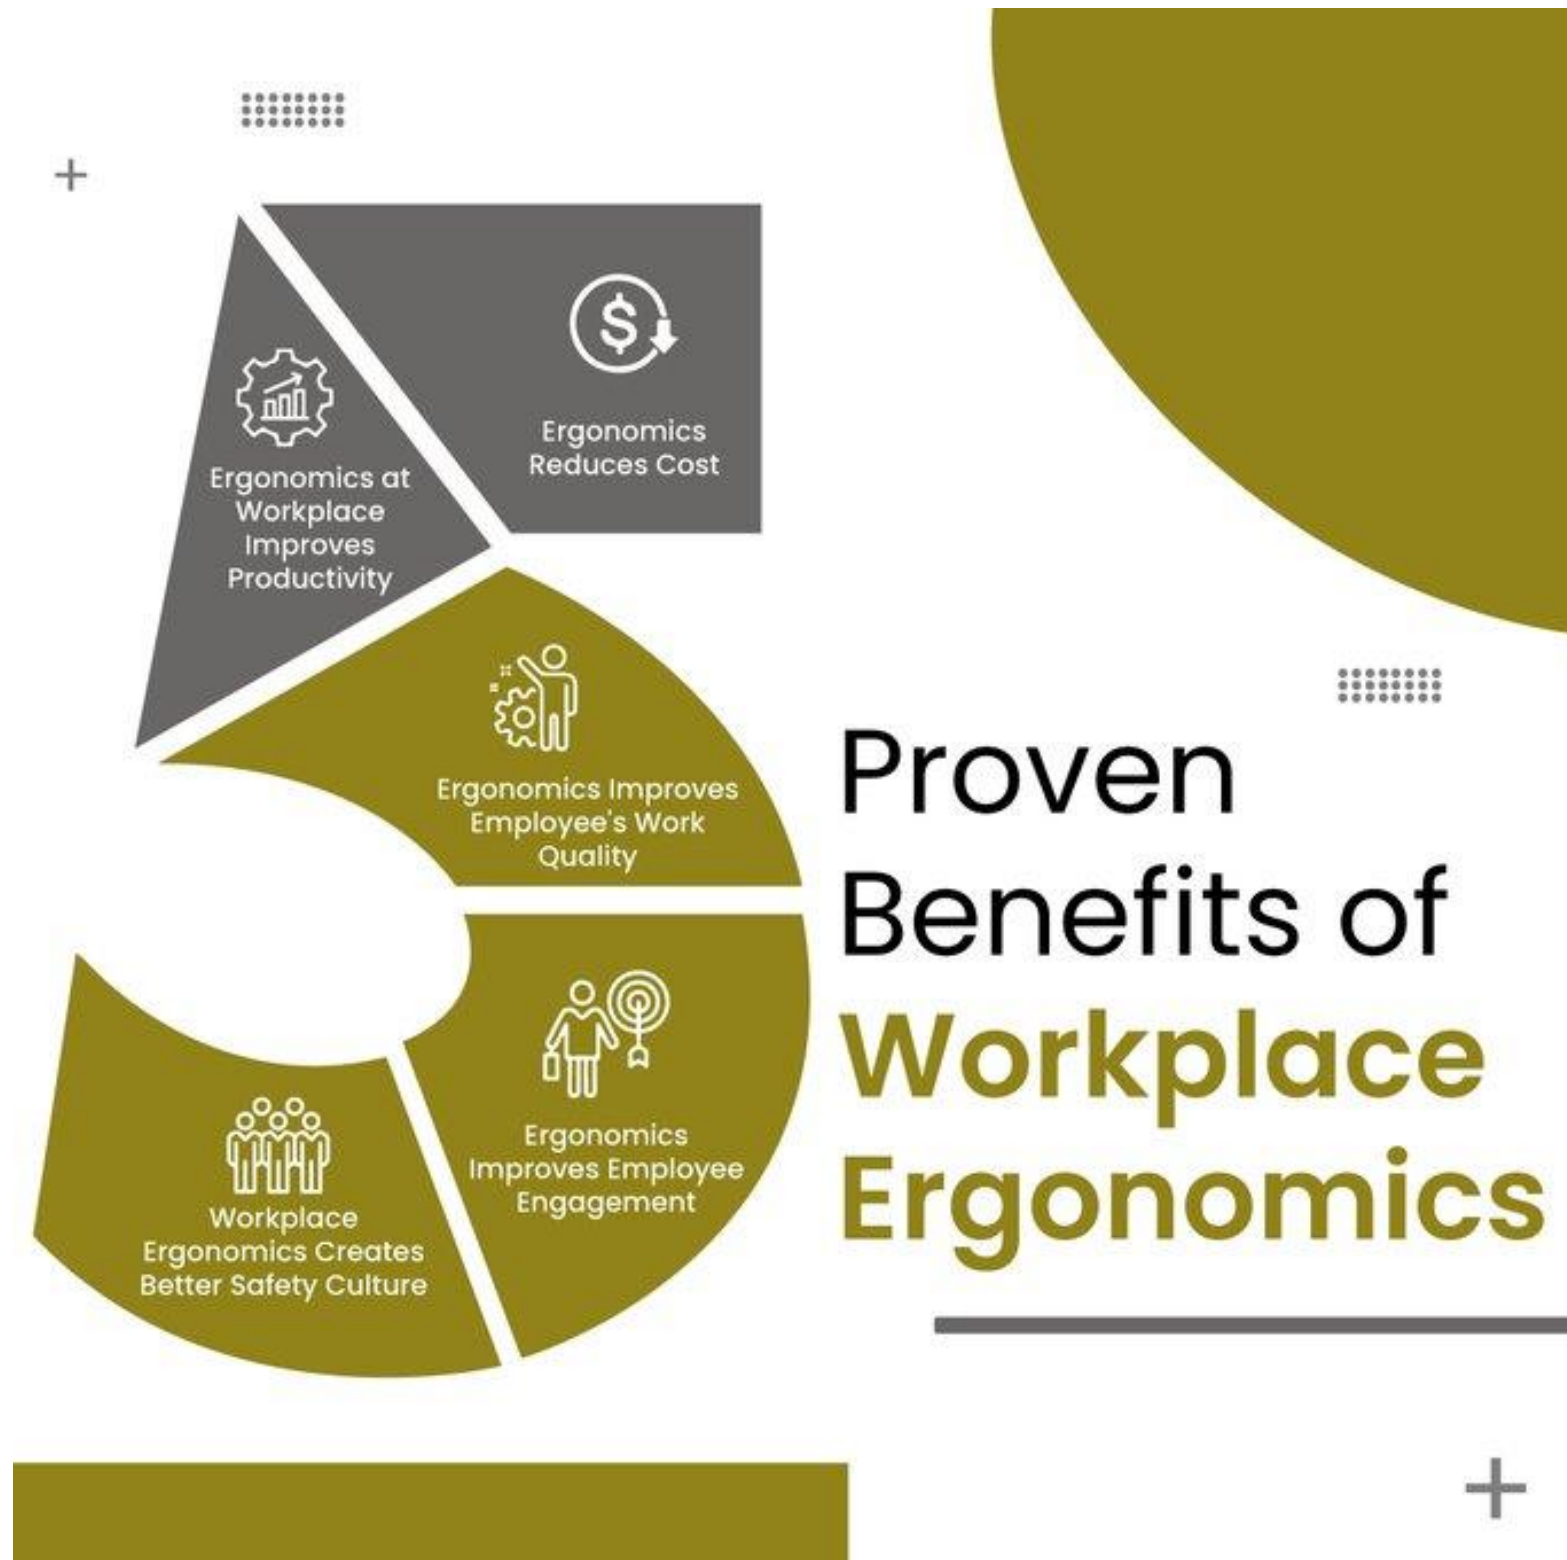 5
Ergonomics
Reduces Cost
Ergonomics at
Workplace
Improves
Productivity
Ergonomics Improves
Employee's Work
Quality
Ergonomics
Improves Employee
Engagement
Workplace
Ergonomics Creates
Better Safety Culture
Proven
Benefits of
Workplace
Ergonomics